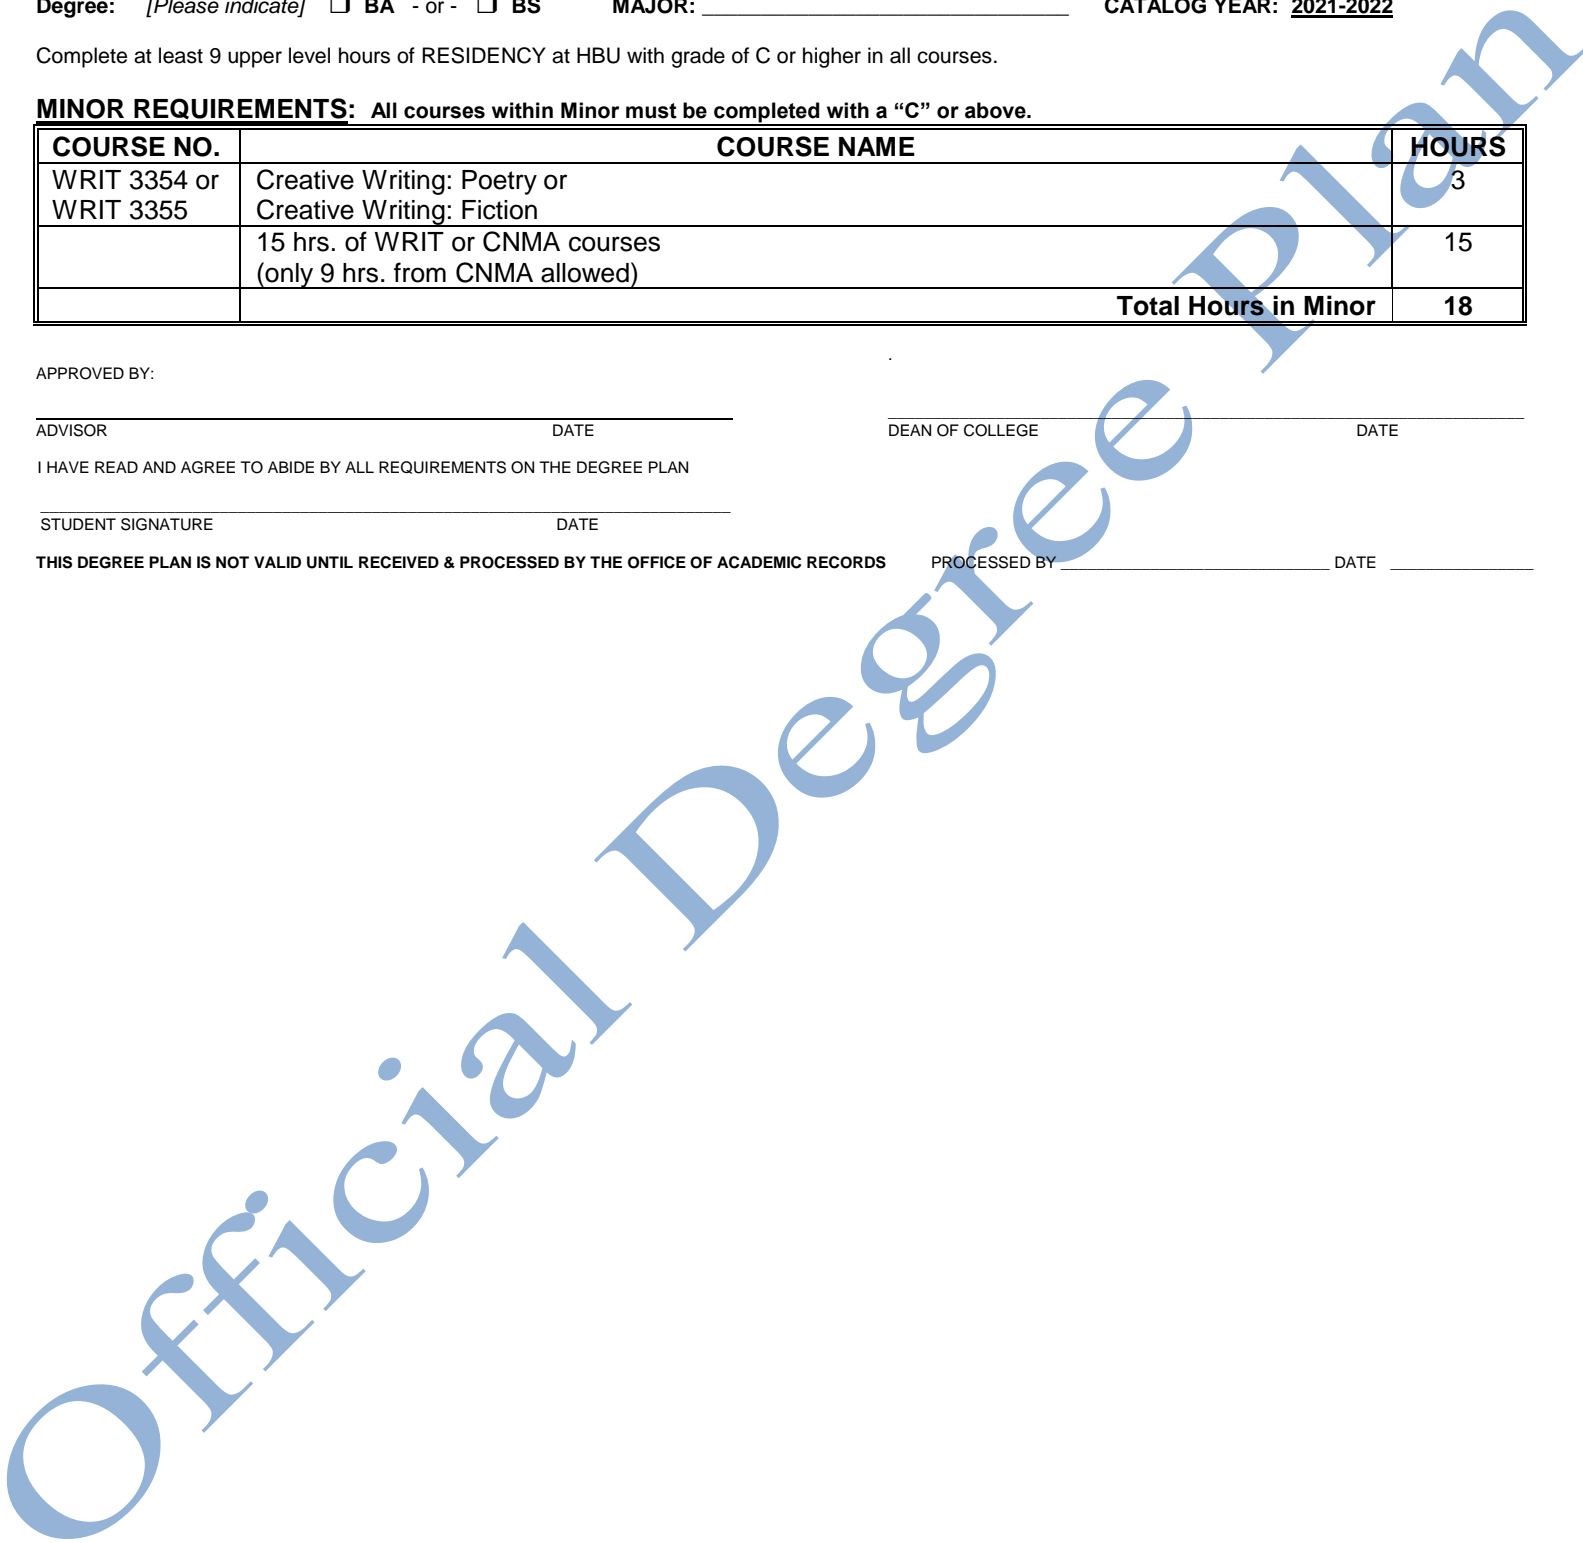 Degree: [Please indicate] ❒ BA - or - ❒ BS MAJOR: ______________________________ CATALOG YEAR: 2021-2022
Complete at least 9 upper level hours of RESIDENCY at HBU with grade of C or higher in all courses.
MINOR REQUIREMENTS: All courses within Minor must be completed with a “C” or above.
COURSE NO. COURSE NAME HOURS
WRIT 3354 or Creative Writing: Poetry or 3
WRIT 3355 Creative Writing: Fiction
15 hrs. of WRIT or CNMA courses 15
(only 9 hrs. from CNMA allowed)
Total Hours in Minor 18
.
APPROVED BY:
ADVISOR DATE DEAN OF COLLEGE DATE
I HAVE READ AND AGREE TO ABIDE BY ALL REQUIREMENTS ON THE DEGREE PLAN
STUDENT SIGNATURE DATE
THIS DEGREE PLAN IS NOT VALID UNTIL RECEIVED & PROCESSED BY THE OFFICE OF ACADEMIC RECORDS PROCESSED BY ______________________________ DATE ________________
Official Degree Plan